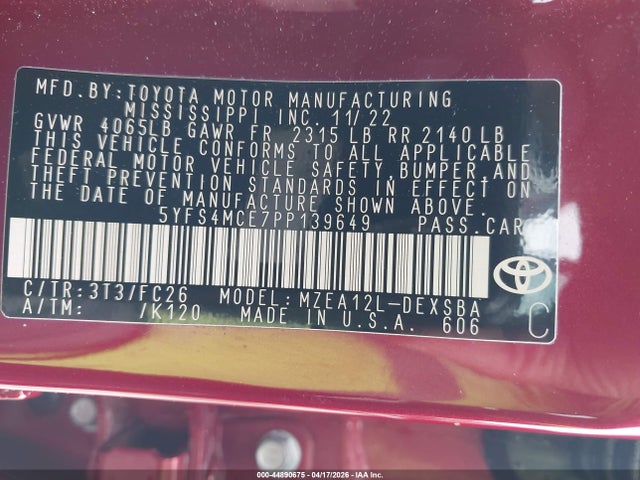 MFD.BY:TOYOTA MOTOR MANUFACTURING
MISSISSIPPI INC. 11/22
GVWR 4065LB GAWR FR 2315 LB RR 2140 LB
THIS VEHICLE CONFORMS TO ALL APPLICABLE
FEDERAL MOTOR VEHICLE SAFETY, BUMPER, AND
THEFT PREVENTION STANDARDS IN EFFECT ON
THE DATE OF MANUFACTURE SHOWN ABOVE.
5YFS4MCE7PP139649 PASS.CAR
C/TR:3T3/FC26 MODEL:MZEA12L-DEXSBA
A/TM: /K120 MADE IN U.S.A. 606
C
000-44890675 - 04/17/2026 - IAA Inc.